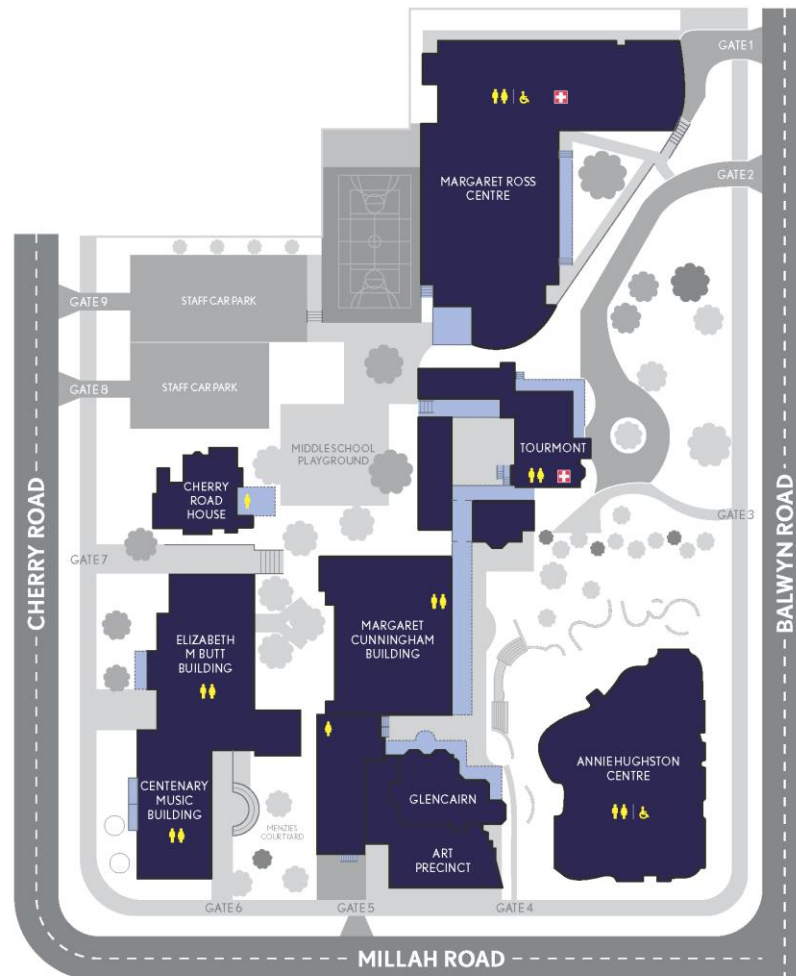 GATE 1
MARGARET ROSS
CENTRE
GATE 2
GATE 9
STAFF CAR PARK
GATE 8
STAFF CAR PARK
MIDDLE SCHOOL
PLAYGROUND
TOURMONT
CHERRY
ROAD
HOUSE
GATE 3
GATE 7
CHERRY ROAD
BALWYN ROAD
ELIZABETH
M BUTT
BUILDING
MARGARET
CUNNINGHAM
BUILDING
CENTENARY
MUSIC
BUILDING
MENZIES
COURTYARD
GLENCAIRN
ART
PRECINCT
ANNIE HUGHSTON
CENTRE
GATE 6
GATE 5
GATE 4
MILLAH ROAD